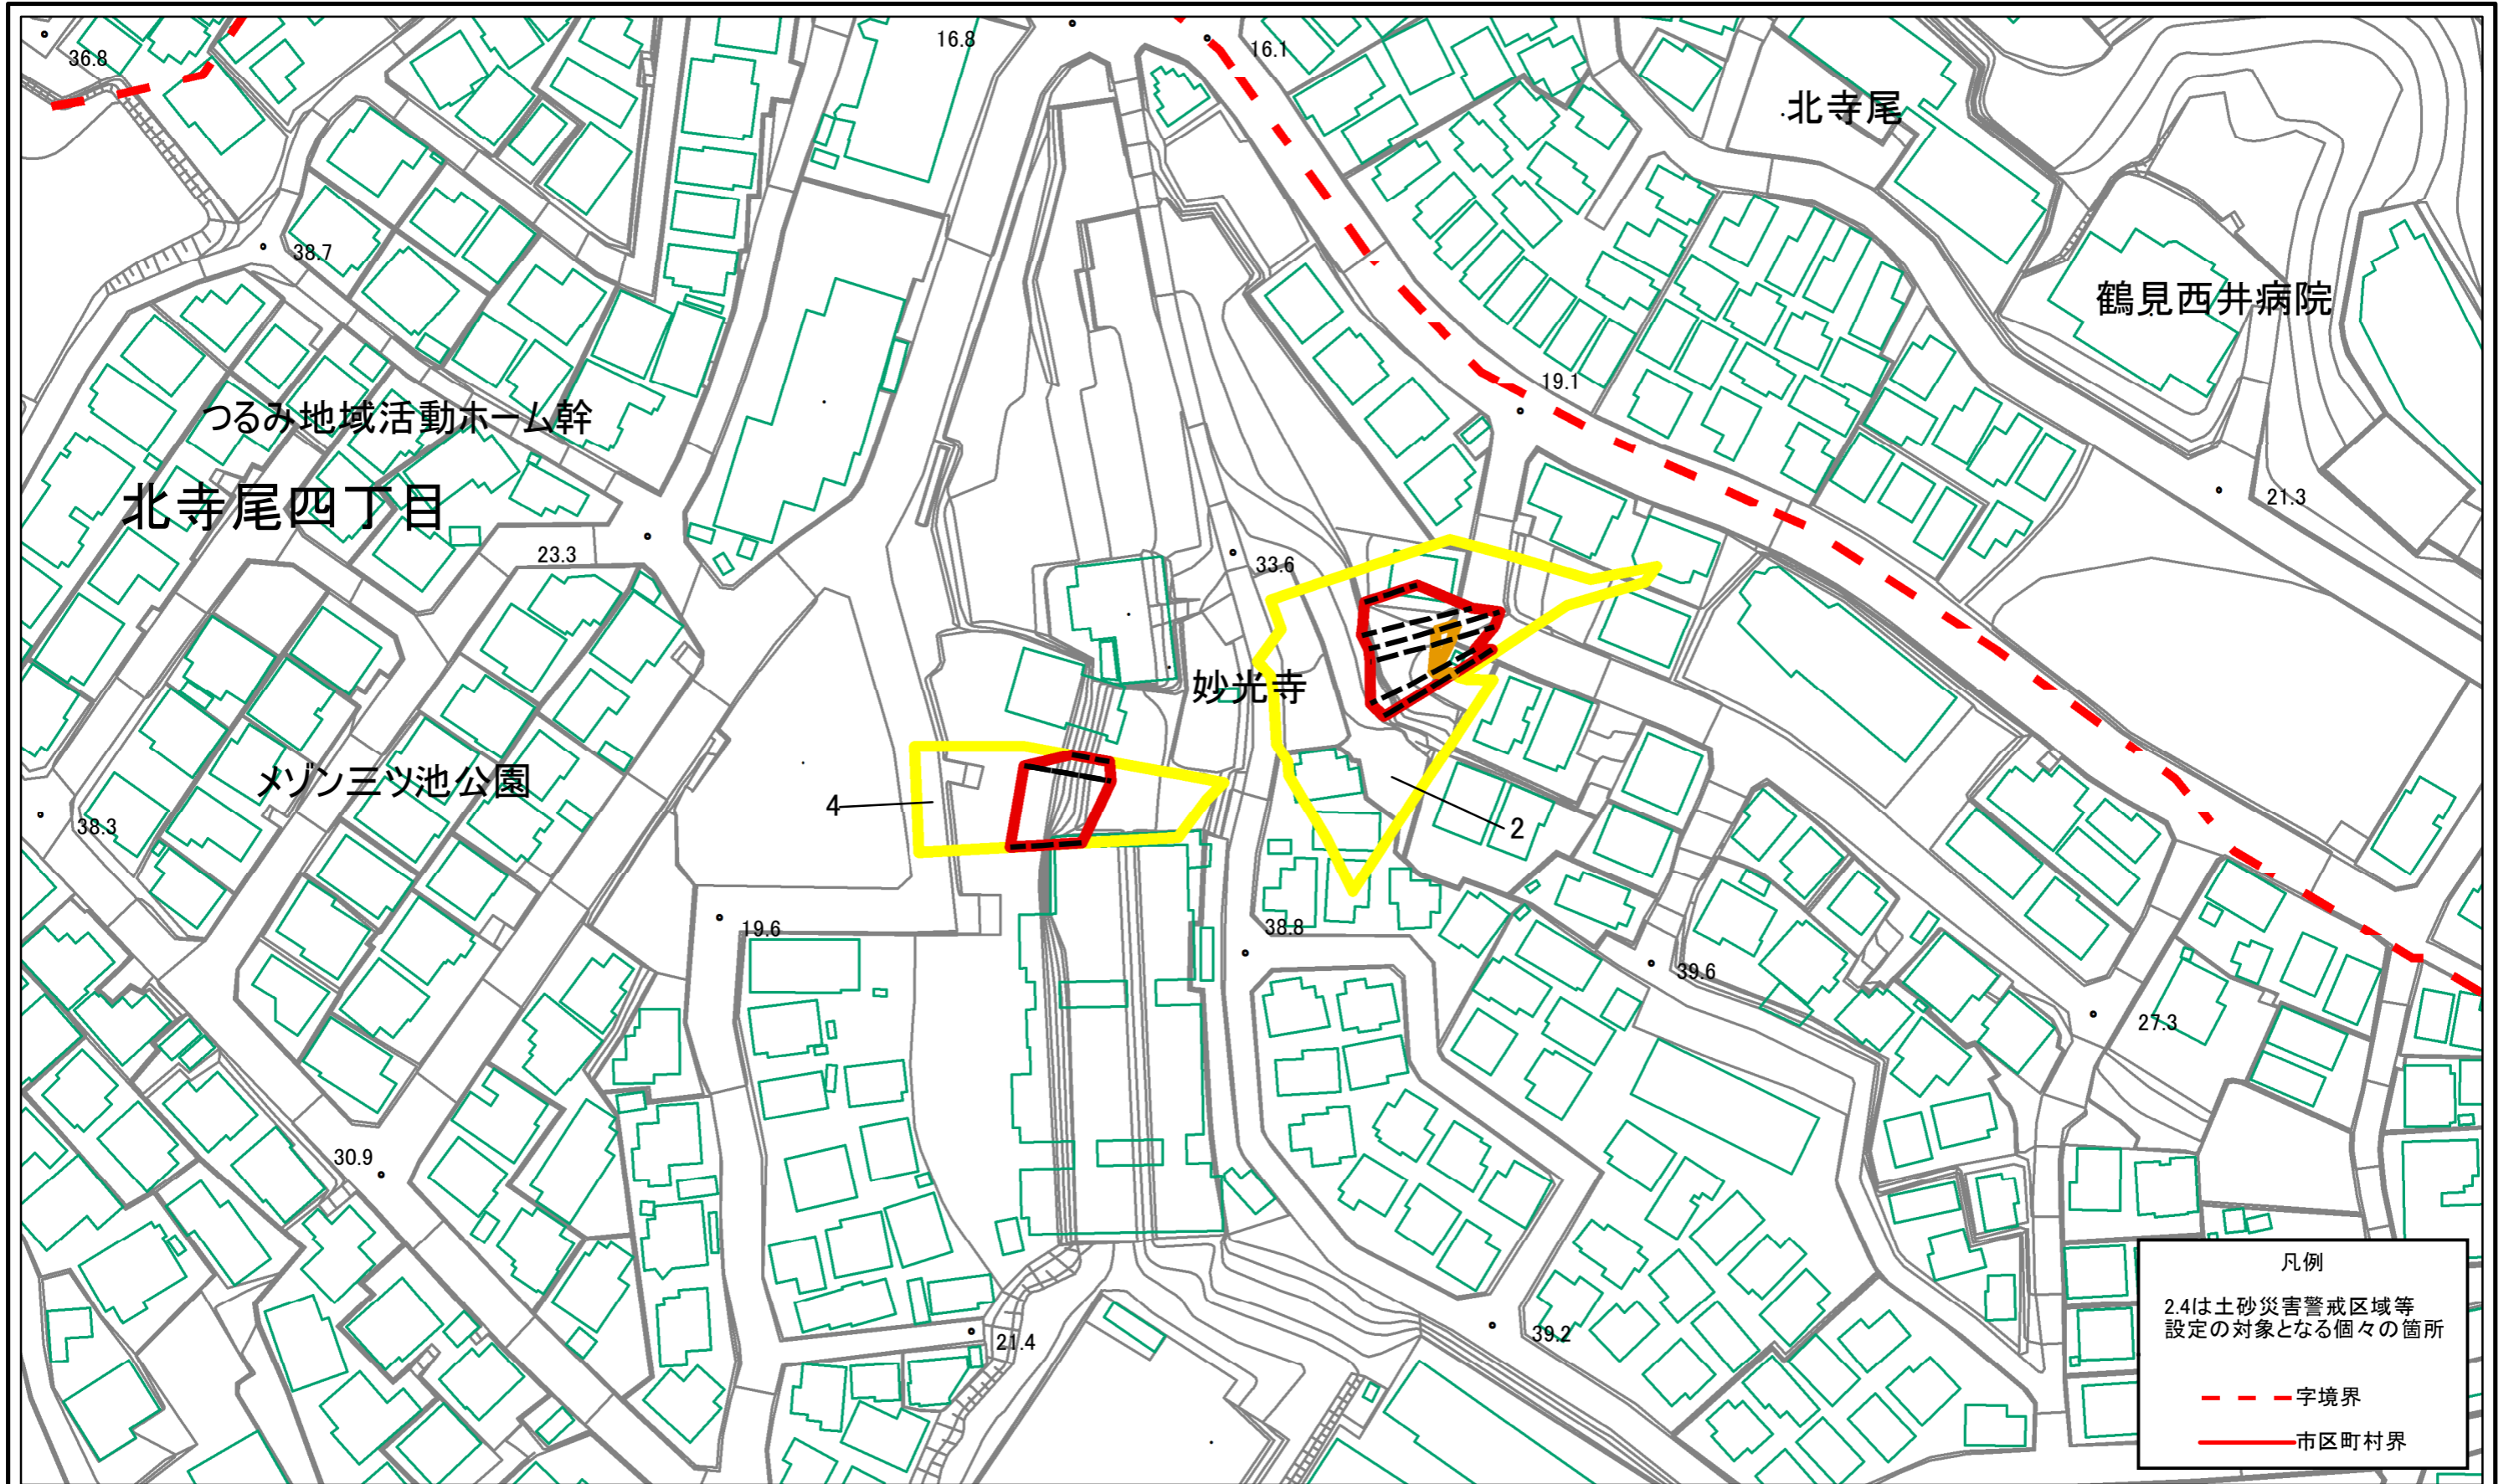 16.8
16.1
36.8
北寺尾
38.7
鶴見西井病院
19.1
つるみ地域活動ホーム幹
北寺尾四丁目
21.3
23.3
33.6
妙光寺
メゾン三ツ池公園
4
2
38.3
19.6
38.8
39.6
27.3
30.9
21.4
39.2
凡例
2.4は土砂災害警戒区域等
設定の対象となる個々の箇所
字境界
市区町村界